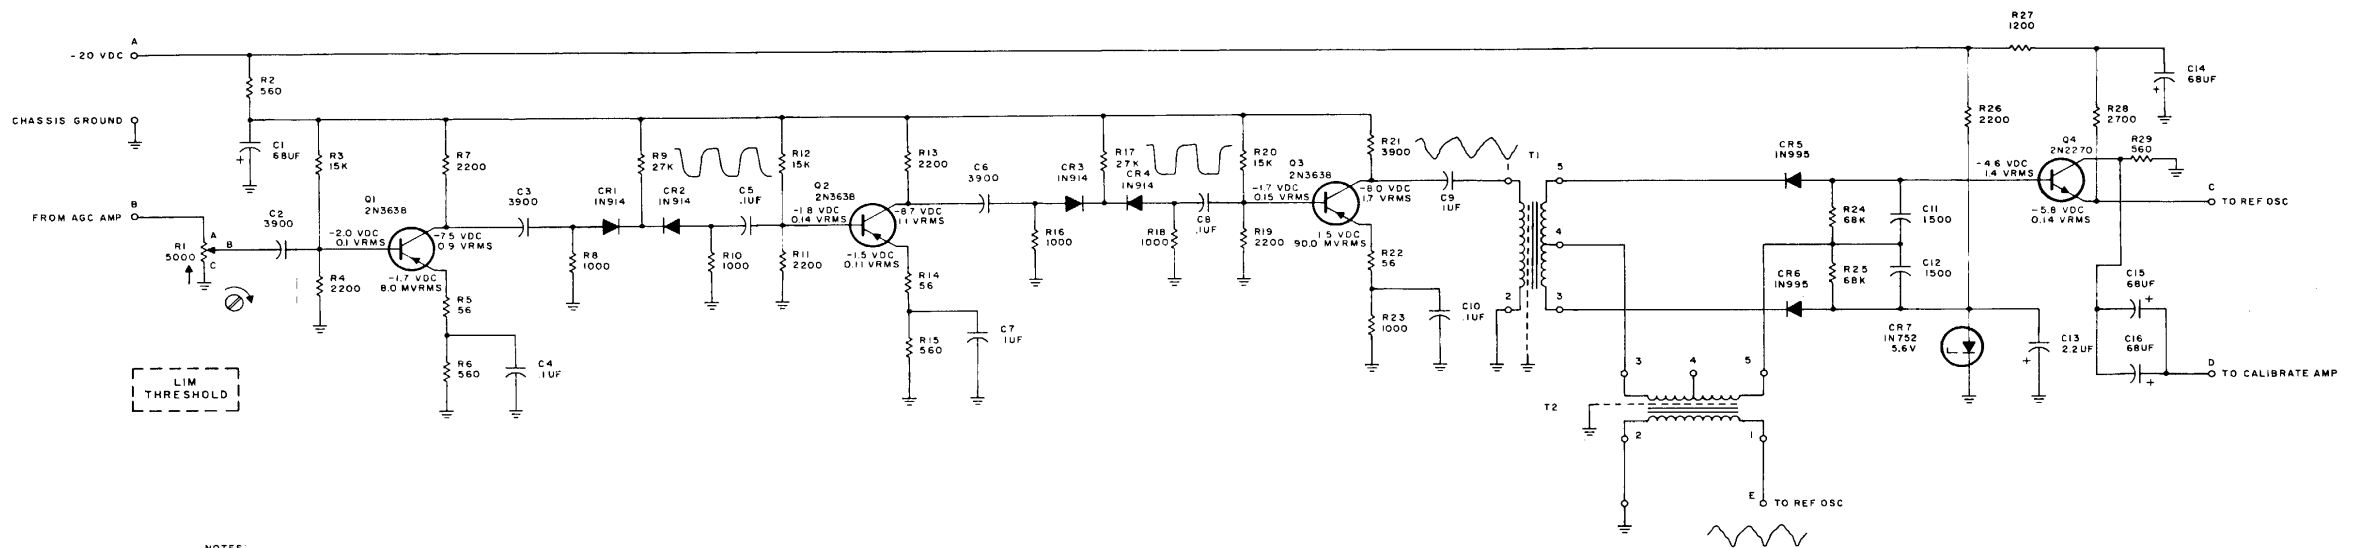 R27
1200
A
-20 VDC
R2
560
C14
68UF
+
CHASSIS GROUND
C1
68UF
+
R3
15K
R7
2200
R9
27K
R12
15K
R13
2200
R17
27K
R20
15K
R21
3900
T1
R26
2200
R28
2700
R29
560
Q4
2N2270
-4.6 VDC
1.4 VRMS
-5.8 VDC
0.14 VRMS
CR5
1N995
C
TO REF OSC
B
FROM AGC AMP
R1
5000
A
B
C
C2
3900
Q1
2N3638
-2.0 VDC
0.1 VRMS
-7.5 VDC
0.9 VRMS
-1.7 VDC
8.0 MVRMS
C3
3900
CR1
1N914
CR2
1N914
C5
.1UF
Q2
2N3638
-1.8 VDC
0.14 VRMS
-8.7 VDC
1.1 VRMS
-1.5 VDC
0.11 VRMS
C6
3900
CR3
1N914
CR4
1N914
C8
.1UF
Q3
2N3638
-1.7 VDC
0.15 VRMS
-8.0 VDC
1.7 VRMS
1.5 VDC
90.0 MVRMS
C9
.1UF
1
5
4
2
3
R24
68K
C11
1500
R25
68K
C12
1500
CR6
1N995
R4
2200
R5
56
R6
560
C4
.1UF
R8
1000
R10
1000
R11
2200
R14
56
R15
560
C7
.1UF
R16
1000
R18
1000
R19
2200
R22
56
R23
1000
C10
.1UF
CR7
1N752
5.6V
C13
2.2UF
+
C15
68UF
+
C16
68UF
+
D
TO CALIBRATE AMP
LIM
THRESHOLD
3
4
5
T2
2
1
E
TO REF OSC
NOTES: